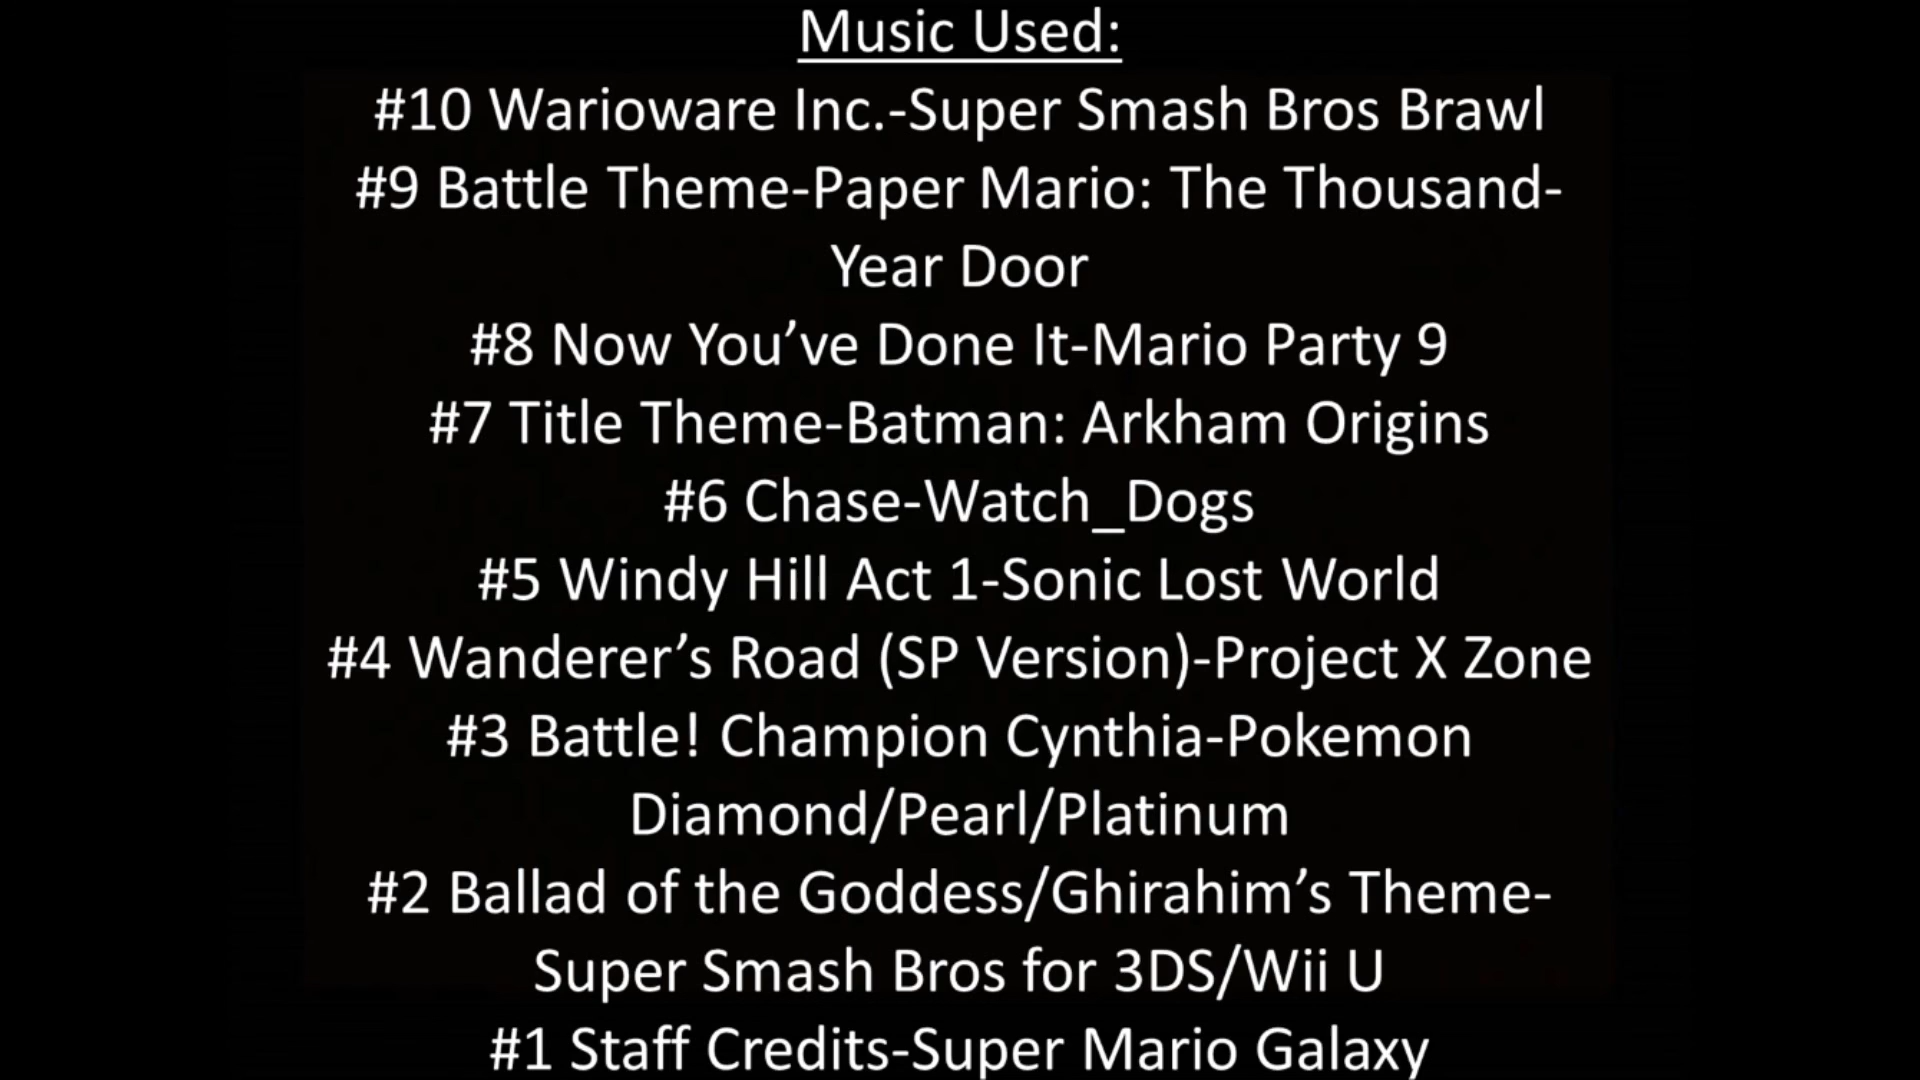 Music Used:
#10 Warioware Inc.-Super Smash Bros Brawl
#9 Battle Theme-Paper Mario: The Thousand-
Year Door
#8 Now You’ve Done It-Mario Party 9
#7 Title Theme-Batman: Arkham Origins
#6 Chase-Watch_Dogs
#5 Windy Hill Act 1-Sonic Lost World
#4 Wanderer’s Road (SP Version)-Project X Zone
#3 Battle! Champion Cynthia-Pokemon
Diamond/Pearl/Platinum
#2 Ballad of the Goddess/Ghirahim’s Theme-
Super Smash Bros for 3DS/Wii U
#1 Staff Credits-Super Mario Galaxy